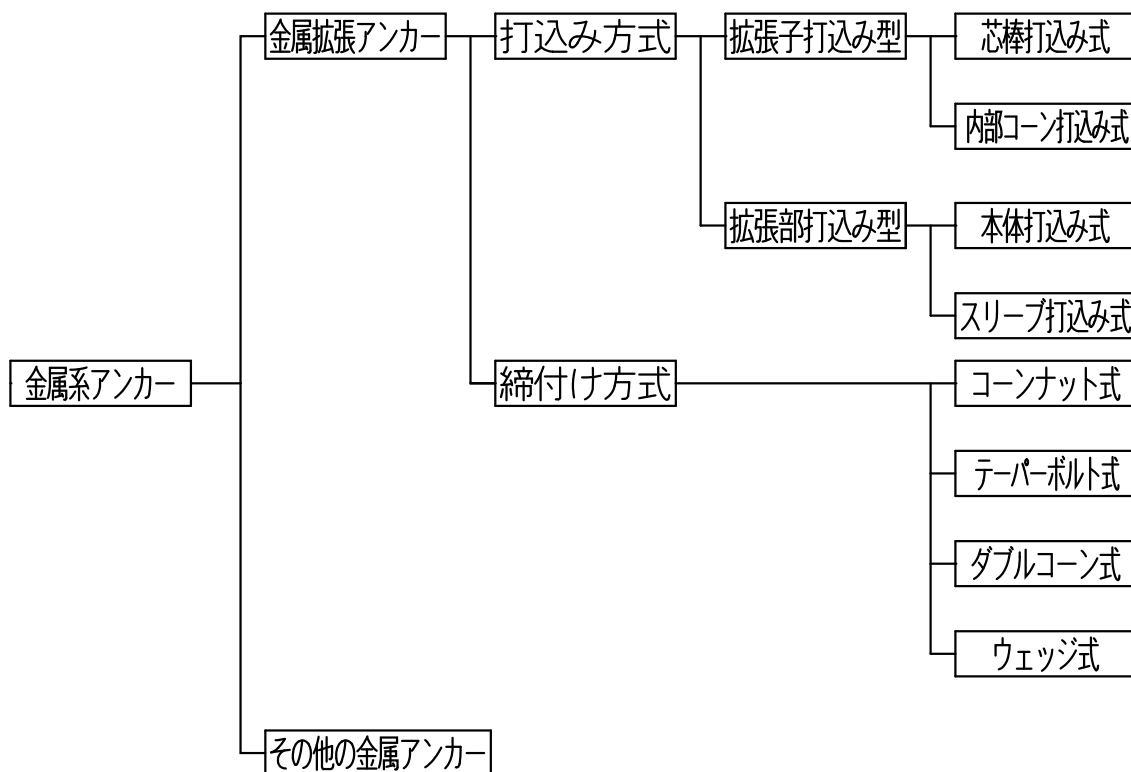 金属拡張アンカー
打込み方式
拡張子打込み型
芯棒打込み式
内部コーン打込み式
拡張部打込み型
本体打込み式
スリーブ打込み式
金属系アンカー
締付け方式
コーンナット式
テーパーボルト式
ダブルコーン式
ウェッジ式
その他の金属アンカー